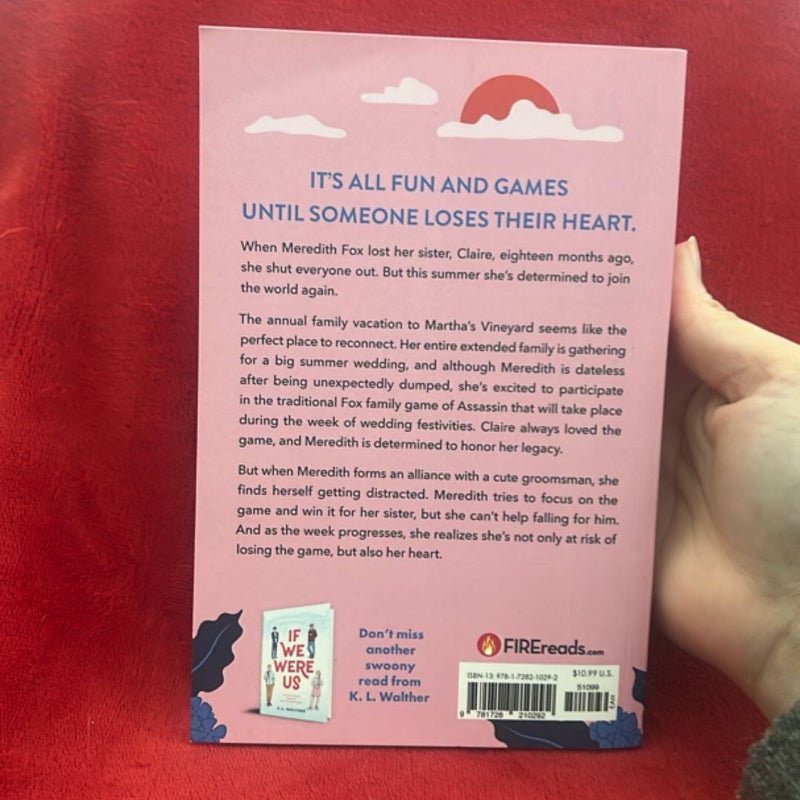 IT'S ALL FUN AND GAMES
UNTIL SOMEONE LOSES THEIR HEART.
When Meredith Fox lost her sister, Claire, eighteen months ago,
she shut everyone out. But this summer she's determined to join
the world again.
The annual family vacation to Martha's Vineyard seems like the
perfect place to reconnect. Her entire extended family is gathering
for a big summer wedding, and although Meredith is dateless
after being unexpectedly dumped, she's excited to participate
in the traditional Fox family game of Assassin that will take place
during the week of wedding festivities. Claire always loved the
game, and Meredith is determined to honor her legacy.
But when Meredith forms an alliance with a cute groomsman, she
finds herself getting distracted. Meredith tries to focus on the
game and win it for her sister, but she can't help falling for him.
And as the week progresses, she realizes she's not only at risk of
losing the game, but also her heart.
IF
WE
WERE
US
K. L. WALTHER
Don't miss
another
swoony
read from
K. L. Walther
FIREreads.com
ISBN-13: 978-1-7282-1029-2
$10.99 U.S.
51099
EAN
9 781728 210292